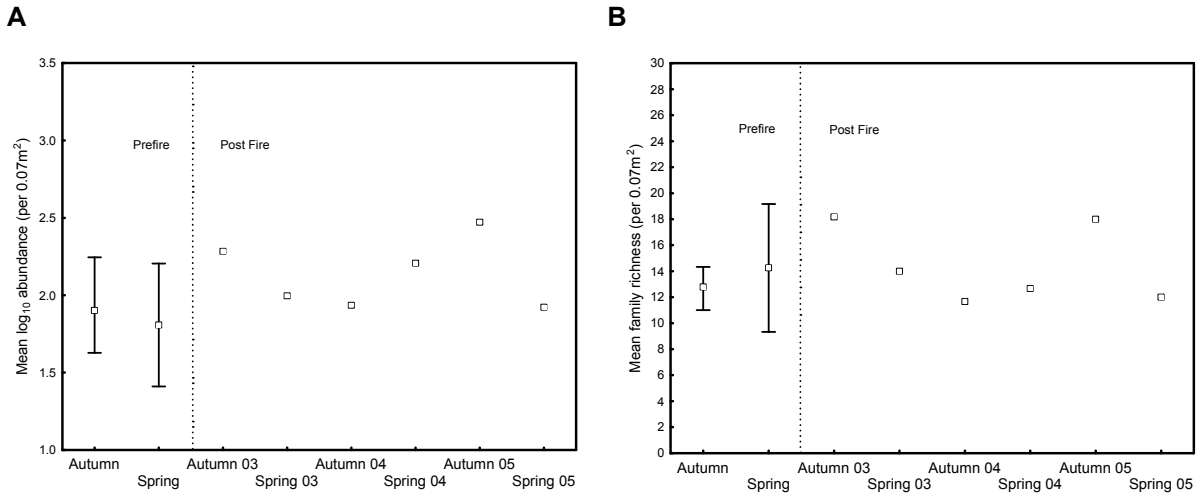 A
Mean log10 abundance (per 0.07m2)
3.5
3.0
2.5
2.0
1.5
1.0
Prefire
Post Fire
Autumn
Spring
Autumn 03
Spring 03
Autumn 04
Spring 04
Autumn 05
Spring 05
B
Mean family richness (per 0.07m2)
30
28
26
24
22
20
18
16
14
12
10
8
6
4
2
0
Prefire
Post Fire
Autumn
Spring
Autumn 03
Spring 03
Autumn 04
Spring 04
Autumn 05
Spring 05